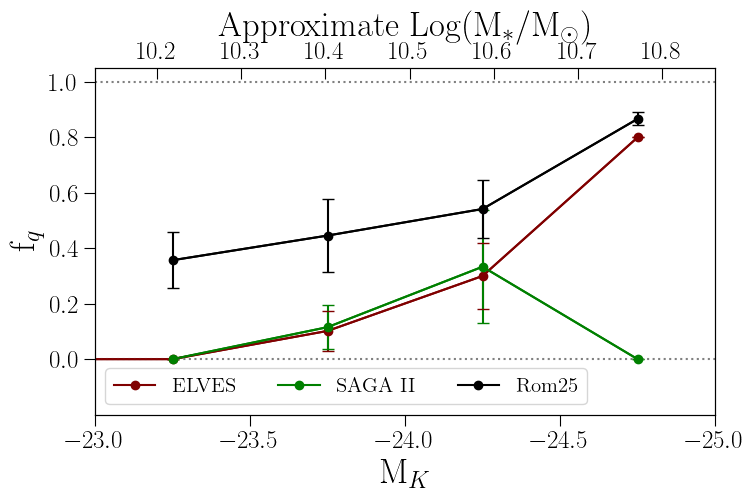 Approximate Log(M*/M⊙)
10.2 10.3 10.4 10.5 10.6 10.7 10.8
1.0
0.8
0.6
0.4
0.2
0.0
f_q
ELVES SAGA II Rom25
−23.0 −23.5 −24.0 −24.5 −25.0
M_K